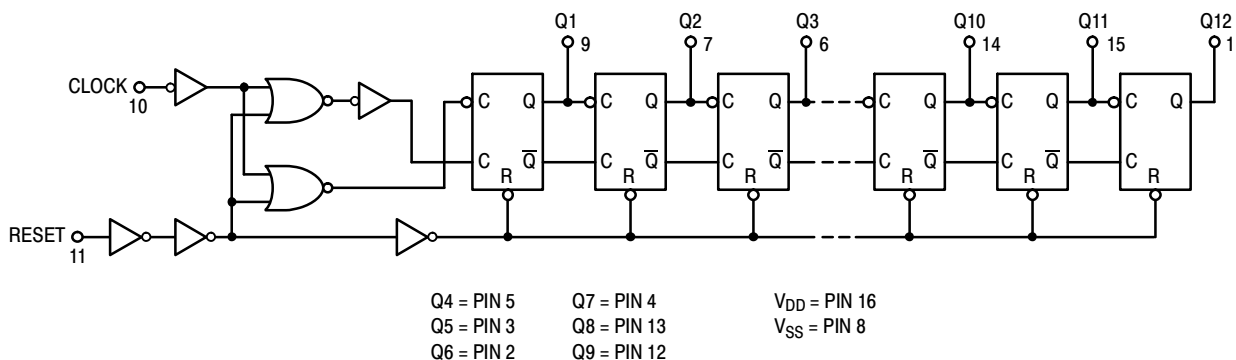 Q1 Q2 Q3 Q10 Q11 Q12
9 7 6 14 15 1
CLOCK
10
C Q C Q C Q C Q C Q C Q
C Q̅ C Q̅ C Q̅ C Q̅ C Q̅ C
R R R R R R
RESET
11
Q4 = PIN 5 Q7 = PIN 4 VDD = PIN 16
Q5 = PIN 3 Q8 = PIN 13 VSS = PIN 8
Q6 = PIN 2 Q9 = PIN 12